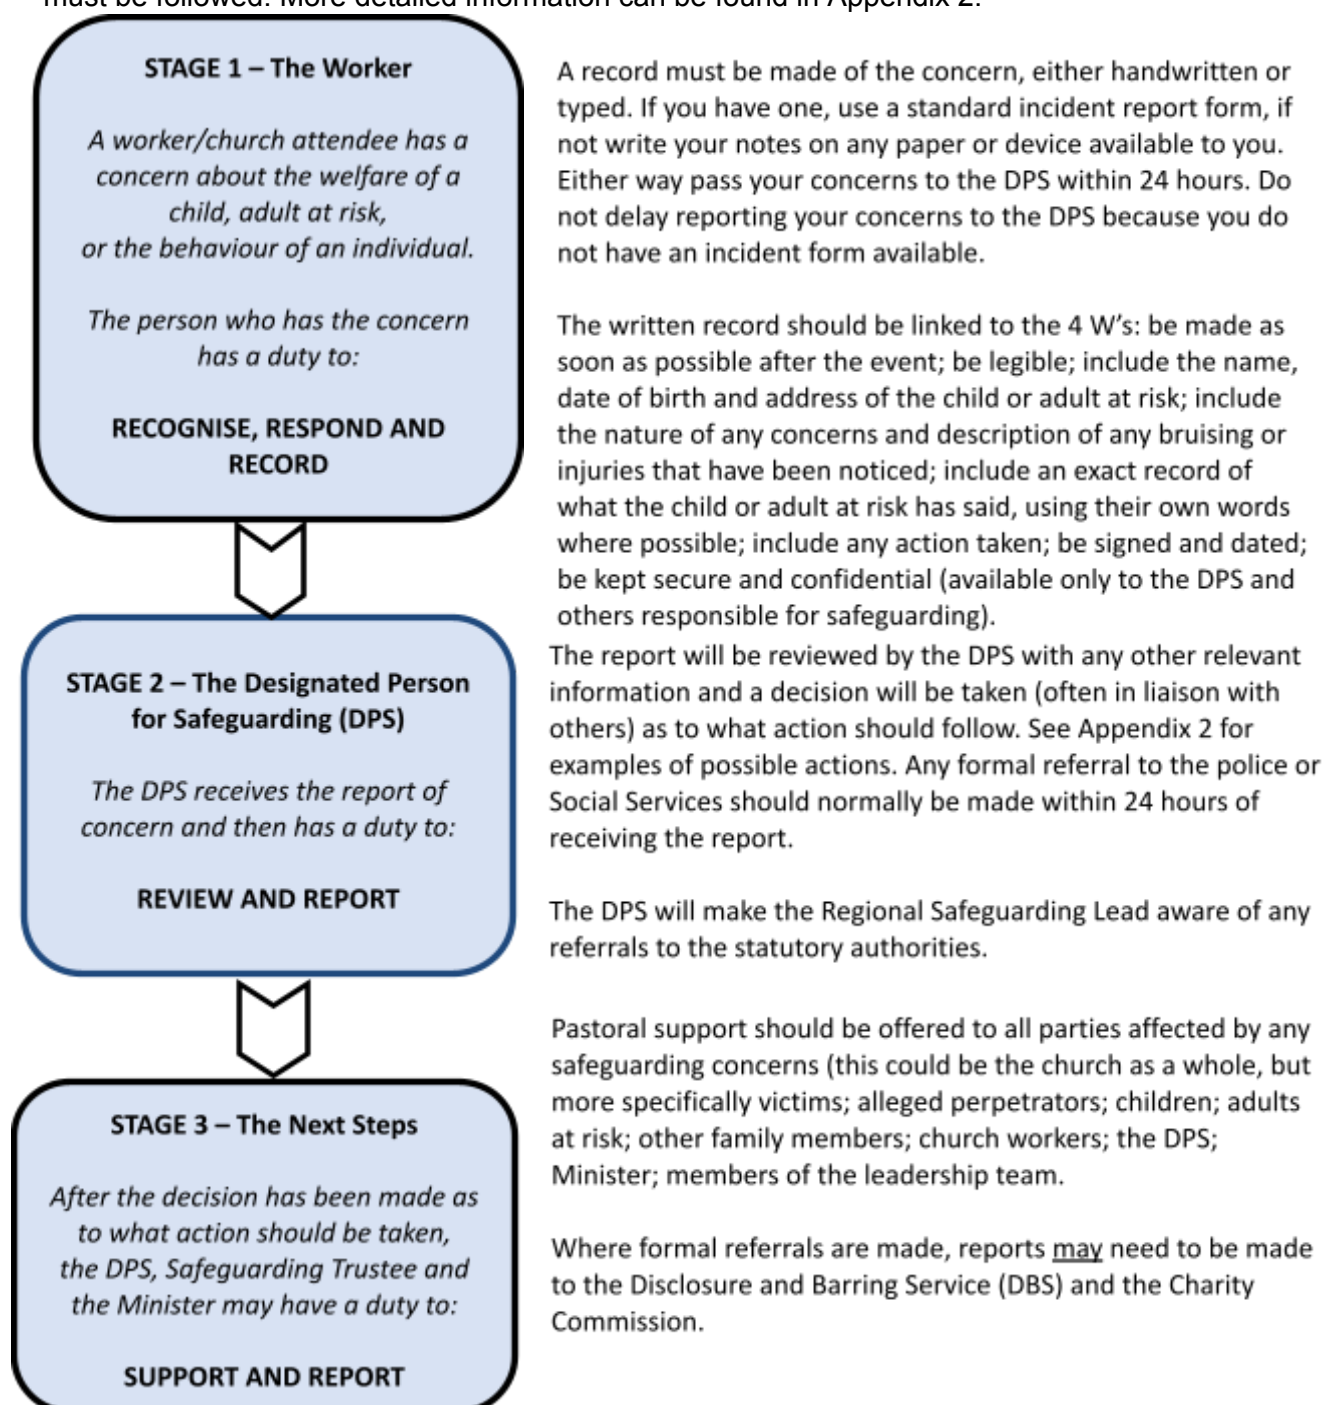 must be followed. More detailed information can be found in Appendix 2.
STAGE 1 – The Worker
A worker/church attendee has a
concern about the welfare of a
child, adult at risk,
or the behaviour of an individual.
The person who has the concern
has a duty to:
RECOGNISE, RESPOND AND
RECORD
A record must be made of the concern, either handwritten or
typed. If you have one, use a standard incident report form, if
not write your notes on any paper or device available to you.
Either way pass your concerns to the DPS within 24 hours. Do
not delay reporting your concerns to the DPS because you do
not have an incident form available.
The written record should be linked to the 4 W's: be made as
soon as possible after the event; be legible; include the name,
date of birth and address of the child or adult at risk; include
the nature of any concerns and description of any bruising or
injuries that have been noticed; include an exact record of
what the child or adult at risk has said, using their own words
where possible; include any action taken; be signed and dated;
be kept secure and confidential (available only to the DPS and
others responsible for safeguarding).
STAGE 2 – The Designated Person
for Safeguarding (DPS)
The DPS receives the report of
concern and then has a duty to:
REVIEW AND REPORT
The report will be reviewed by the DPS with any other relevant
information and a decision will be taken (often in liaison with
others) as to what action should follow. See Appendix 2 for
examples of possible actions. Any formal referral to the police or
Social Services should normally be made within 24 hours of
receiving the report.
The DPS will make the Regional Safeguarding Lead aware of any
referrals to the statutory authorities.
STAGE 3 – The Next Steps
After the decision has been made as
to what action should be taken,
the DPS, Safeguarding Trustee and
the Minister may have a duty to:
SUPPORT AND REPORT
Pastoral support should be offered to all parties affected by any
safeguarding concerns (this could be the church as a whole, but
more specifically victims; alleged perpetrators; children; adults
at risk; other family members; church workers; the DPS;
Minister; members of the leadership team.
Where formal referrals are made, reports may need to be made
to the Disclosure and Barring Service (DBS) and the Charity
Commission.